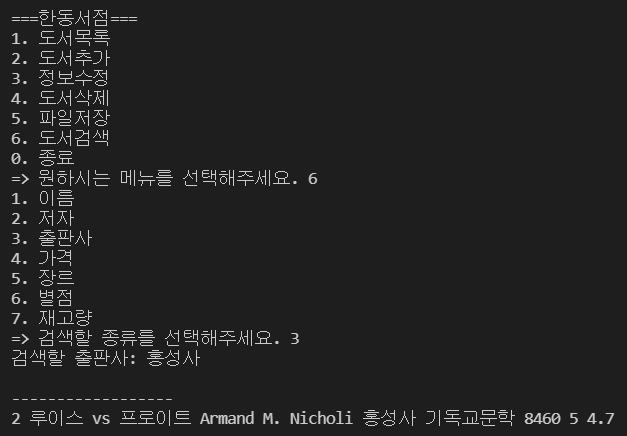 ===한동서점===
1. 도서목록
2. 도서추가
3. 정보수정
4. 도서삭제
5. 파일저장
6. 도서검색
0. 종료
=> 원하시는 메뉴를 선택해주세요. 6
1. 이름
2. 저자
3. 출판사
4. 가격
5. 장르
6. 별점
7. 재고량
=> 검색할 종류를 선택해주세요. 3
검색할 출판사: 홍성사
------------------
2 루이스 vs 프로이트 Armand M. Nicholi 홍성사 기독교문학 8460 5 4.7